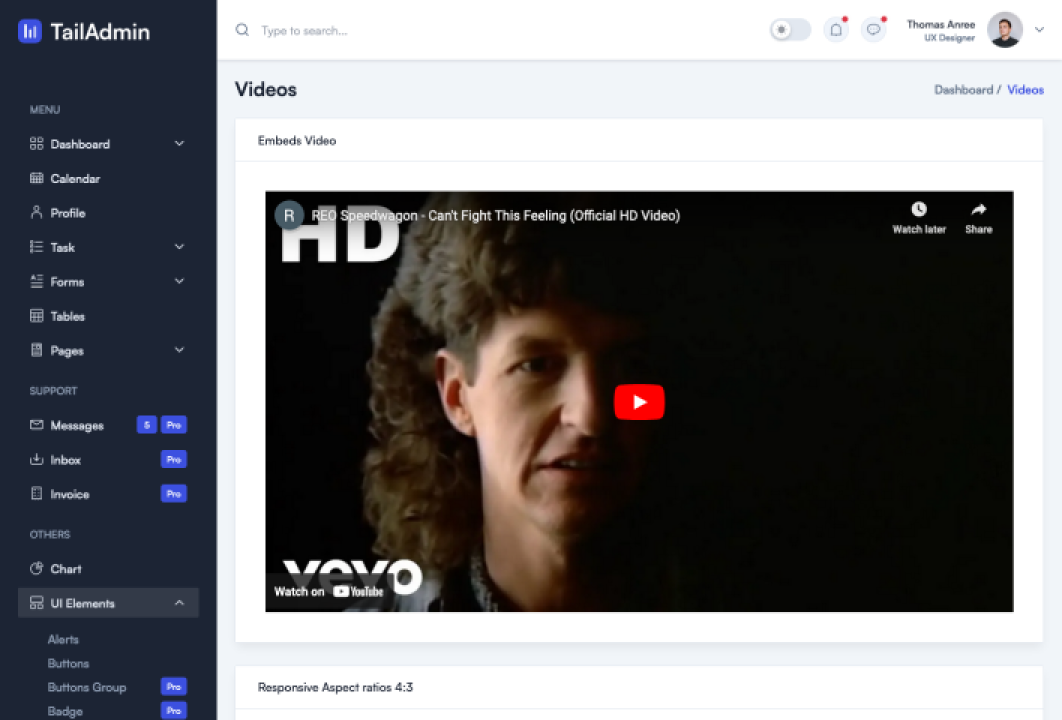 TailAdmin
Type to search...
Thomas Anree
UX Designer
MENU
Dashboard
Calendar
Profile
Task
Forms
Tables
Pages
SUPPORT
Messages 5 Pro
Inbox Pro
Invoice Pro
OTHERS
Chart
UI Elements
Alerts
Buttons
Buttons Group Pro
Badge Pro
Videos
Dashboard / Videos
Embeds Video
R REO Speedwagon - Can't Fight This Feeling (Official HD Video)
Watch later Share
HD
vevo
Watch on YouTube
Responsive Aspect ratios 4:3